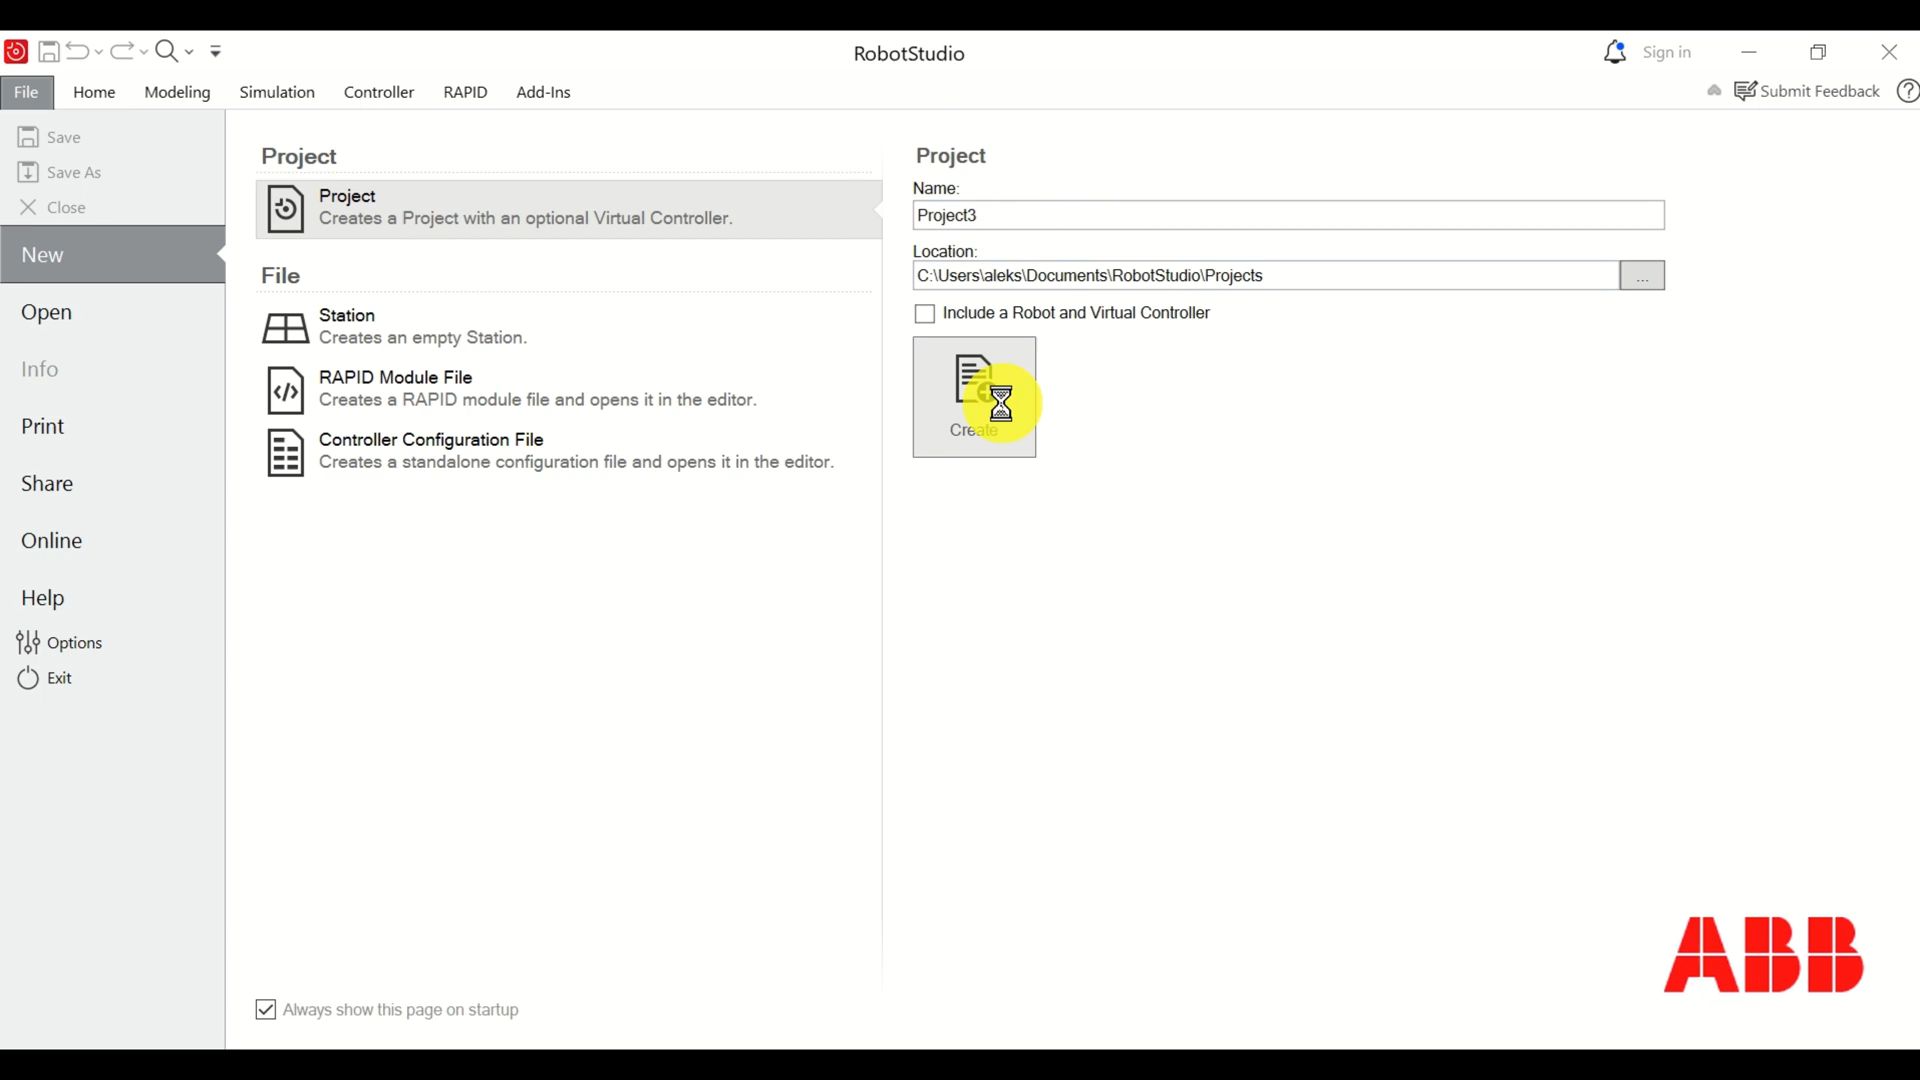 RobotStudio
Sign in
File Home Modeling Simulation Controller RAPID Add-Ins
Submit Feedback
Save
Save As
Close
New
Open
Info
Print
Share
Online
Help
Options
Exit
Project
Project
Creates a Project with an optional Virtual Controller.
File
Station
Creates an empty Station.
RAPID Module File
Creates a RAPID module file and opens it in the editor.
Controller Configuration File
Creates a standalone configuration file and opens it in the editor.
Always show this page on startup
Project
Name:
Project3
Location:
C:\Users\aleks\Documents\RobotStudio\Projects
...
Include a Robot and Virtual Controller
Create
ABB